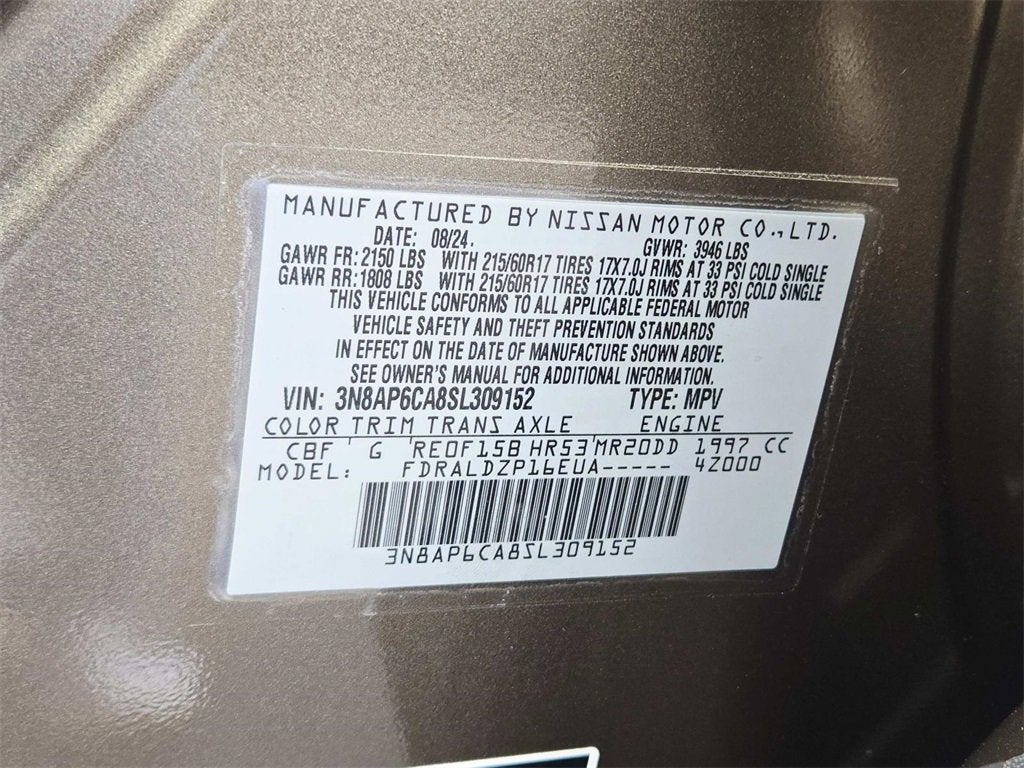 MANUFACTURED BY NISSAN MOTOR CO., LTD.
DATE: 08/24. GVWR: 3946 LBS
GAWR FR: 2150 LBS WITH 215/60R17 TIRES 17X7.0J RIMS AT 33 PSI COLD SINGLE
GAWR RR: 1808 LBS WITH 215/60R17 TIRES 17X7.0J RIMS AT 33 PSI COLD SINGLE
THIS VEHICLE CONFORMS TO ALL APPLICABLE FEDERAL MOTOR
VEHICLE SAFETY AND THEFT PREVENTION STANDARDS
IN EFFECT ON THE DATE OF MANUFACTURE SHOWN ABOVE.
SEE OWNER'S MANUAL FOR ADDITIONAL INFORMATION.
VIN: 3N8AP6CA8SL309152 TYPE: MPV
COLOR TRIM TRANS AXLE ENGINE
CBF G RE0F15B HR53 MR20DD 1997 CC
MODEL: FDRALDZP16EUA----- 4Z000
3N8AP6CA8SL309152